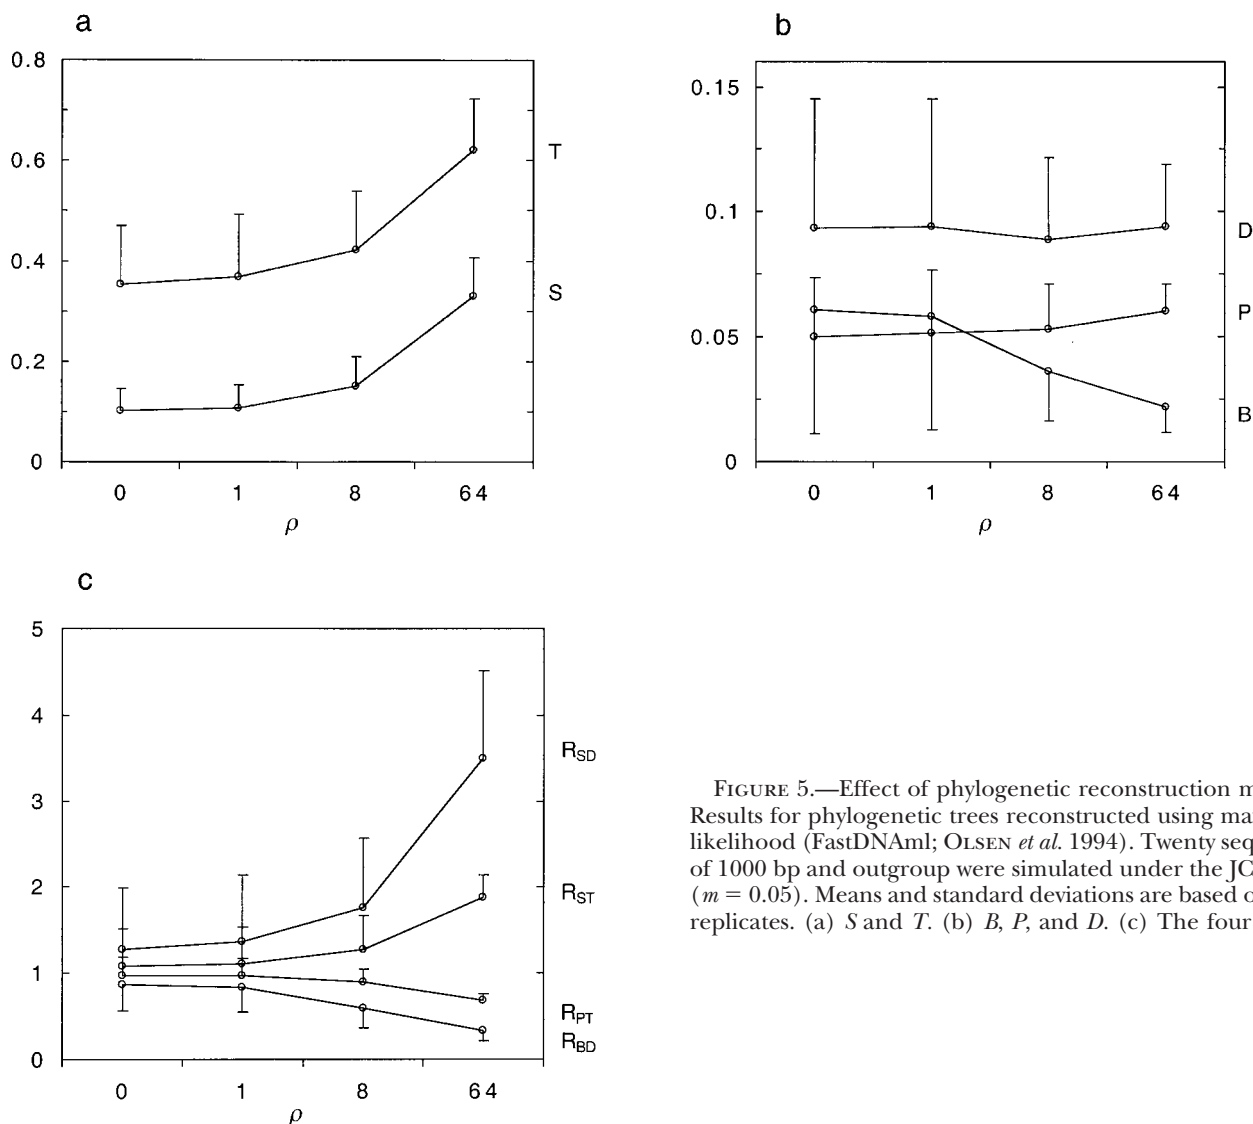 a
0.8
0.6
0.4
0.2
0
0 1 8 64
ρ
T
S
b
0.15
0.1
0.05
0
0 1 8 64
ρ
D
P
B
c
5
4
3
2
1
0
0 1 8 64
ρ
RSD
RST
RPT
RBD
FIGURE 5.—Effect of phylogenetic reconstruction m
Results for phylogenetic trees reconstructed using ma
likelihood (FastDNAml; OLSEN et al. 1994). Twenty seq
of 1000 bp and outgroup were simulated under the JC
(m = 0.05). Means and standard deviations are based o
replicates. (a) S and T. (b) B, P, and D. (c) The four